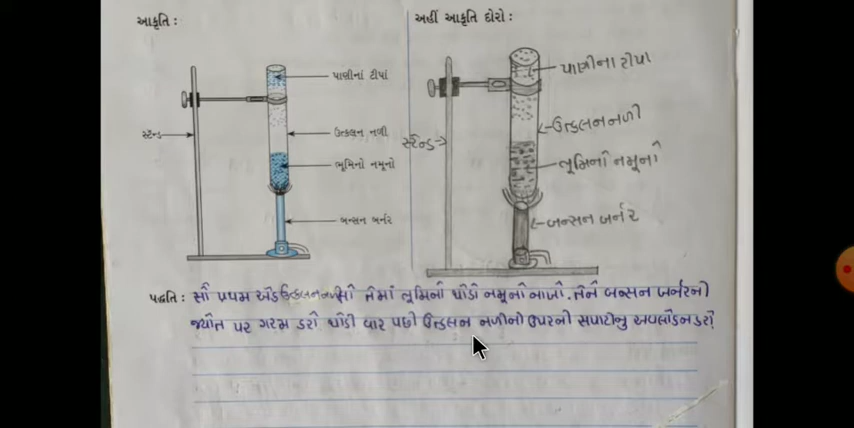 આકૃતિ :
અહીં આકૃતિ દોરો :
પાણીનાં ટીપાં
સ્ટૅન્ડ
ઉત્કલન નળી
ભૂમિનો નમૂનો
બન્સન બર્નર
પાણીના ટીપાં
ઉત્કલનનળી
સ્ટેન્ડ
ભૂમિનો નમૂનો
બન્સન બર્નર
પદ્ધતિ : સૌ પ્રથમ એક ઉત્કલનનળી લો તેમાં ભૂમિનો થોડો નમૂનો નાખો. તેને બન્સન બર્નરની
જ્યોત પર ગરમ કરો થોડી વાર પછી ઉત્કલન નળીની ઉપરની સપાટીનુ અવલોકન કરો